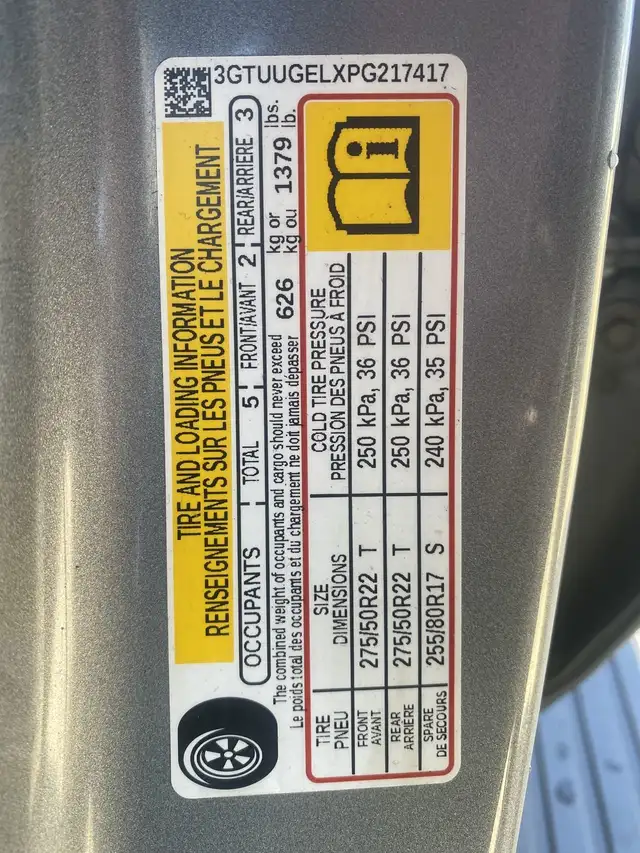 3GTUUGELXPG217417
TIRE AND LOADING INFORMATION
RENSEIGNEMENTS SUR LES PNEUS ET LE CHARGEMENT
OCCUPANTS TOTAL 5 FRONT/AVANT 2 REAR/ARRIÈRE 3
The combined weight of occupants and cargo should never exceed 626 kg or 1379 lbs.
Le poids total des occupants et du chargement ne doit jamais dépasser kg ou lb.
TIRE SIZE COLD TIRE PRESSURE
PNEU DIMENSIONS PRESSION DES PNEUS À FROID
FRONT
AVANT 275/50R22 T 250 kPa, 36 PSI
REAR
ARRIÈRE 275/50R22 T 250 kPa, 36 PSI
SPARE
DE SECOURS 255/80R17 S 240 kPa, 35 PSI